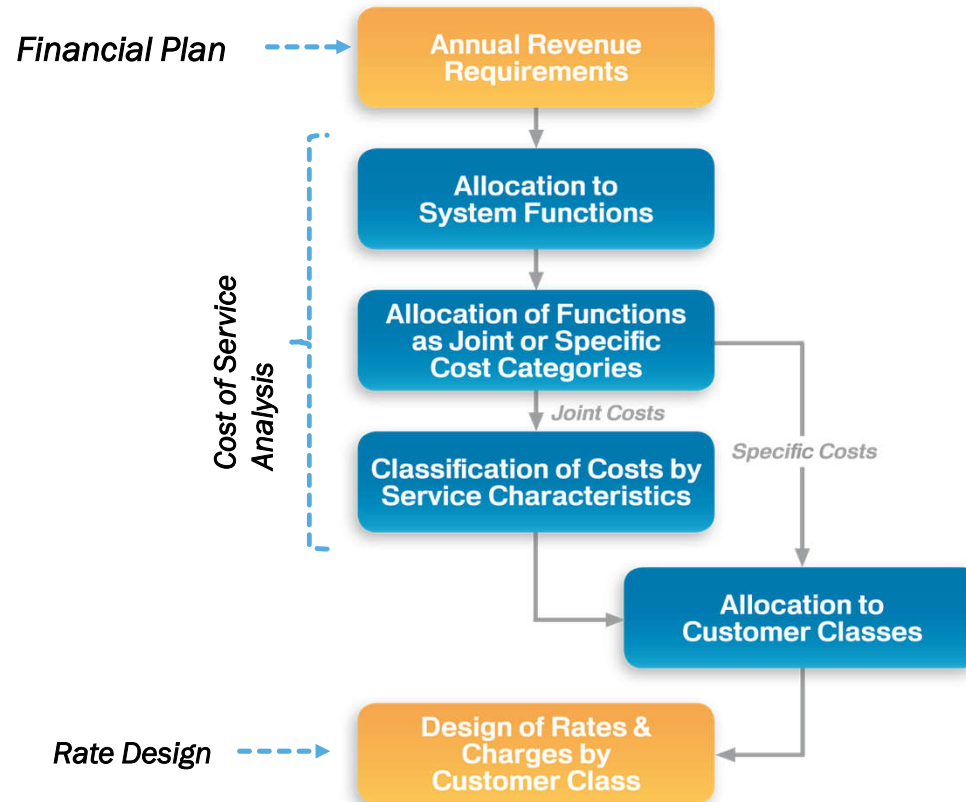 Financial Plan
Annual Revenue
Requirements
Allocation to
System Functions
Cost of Service
Analysis
Allocation of Functions
as Joint or Specific
Cost Categories
Joint Costs
Specific Costs
Classification of Costs by
Service Characteristics
Allocation to
Customer Classes
Rate Design
Design of Rates &
Charges by
Customer Class